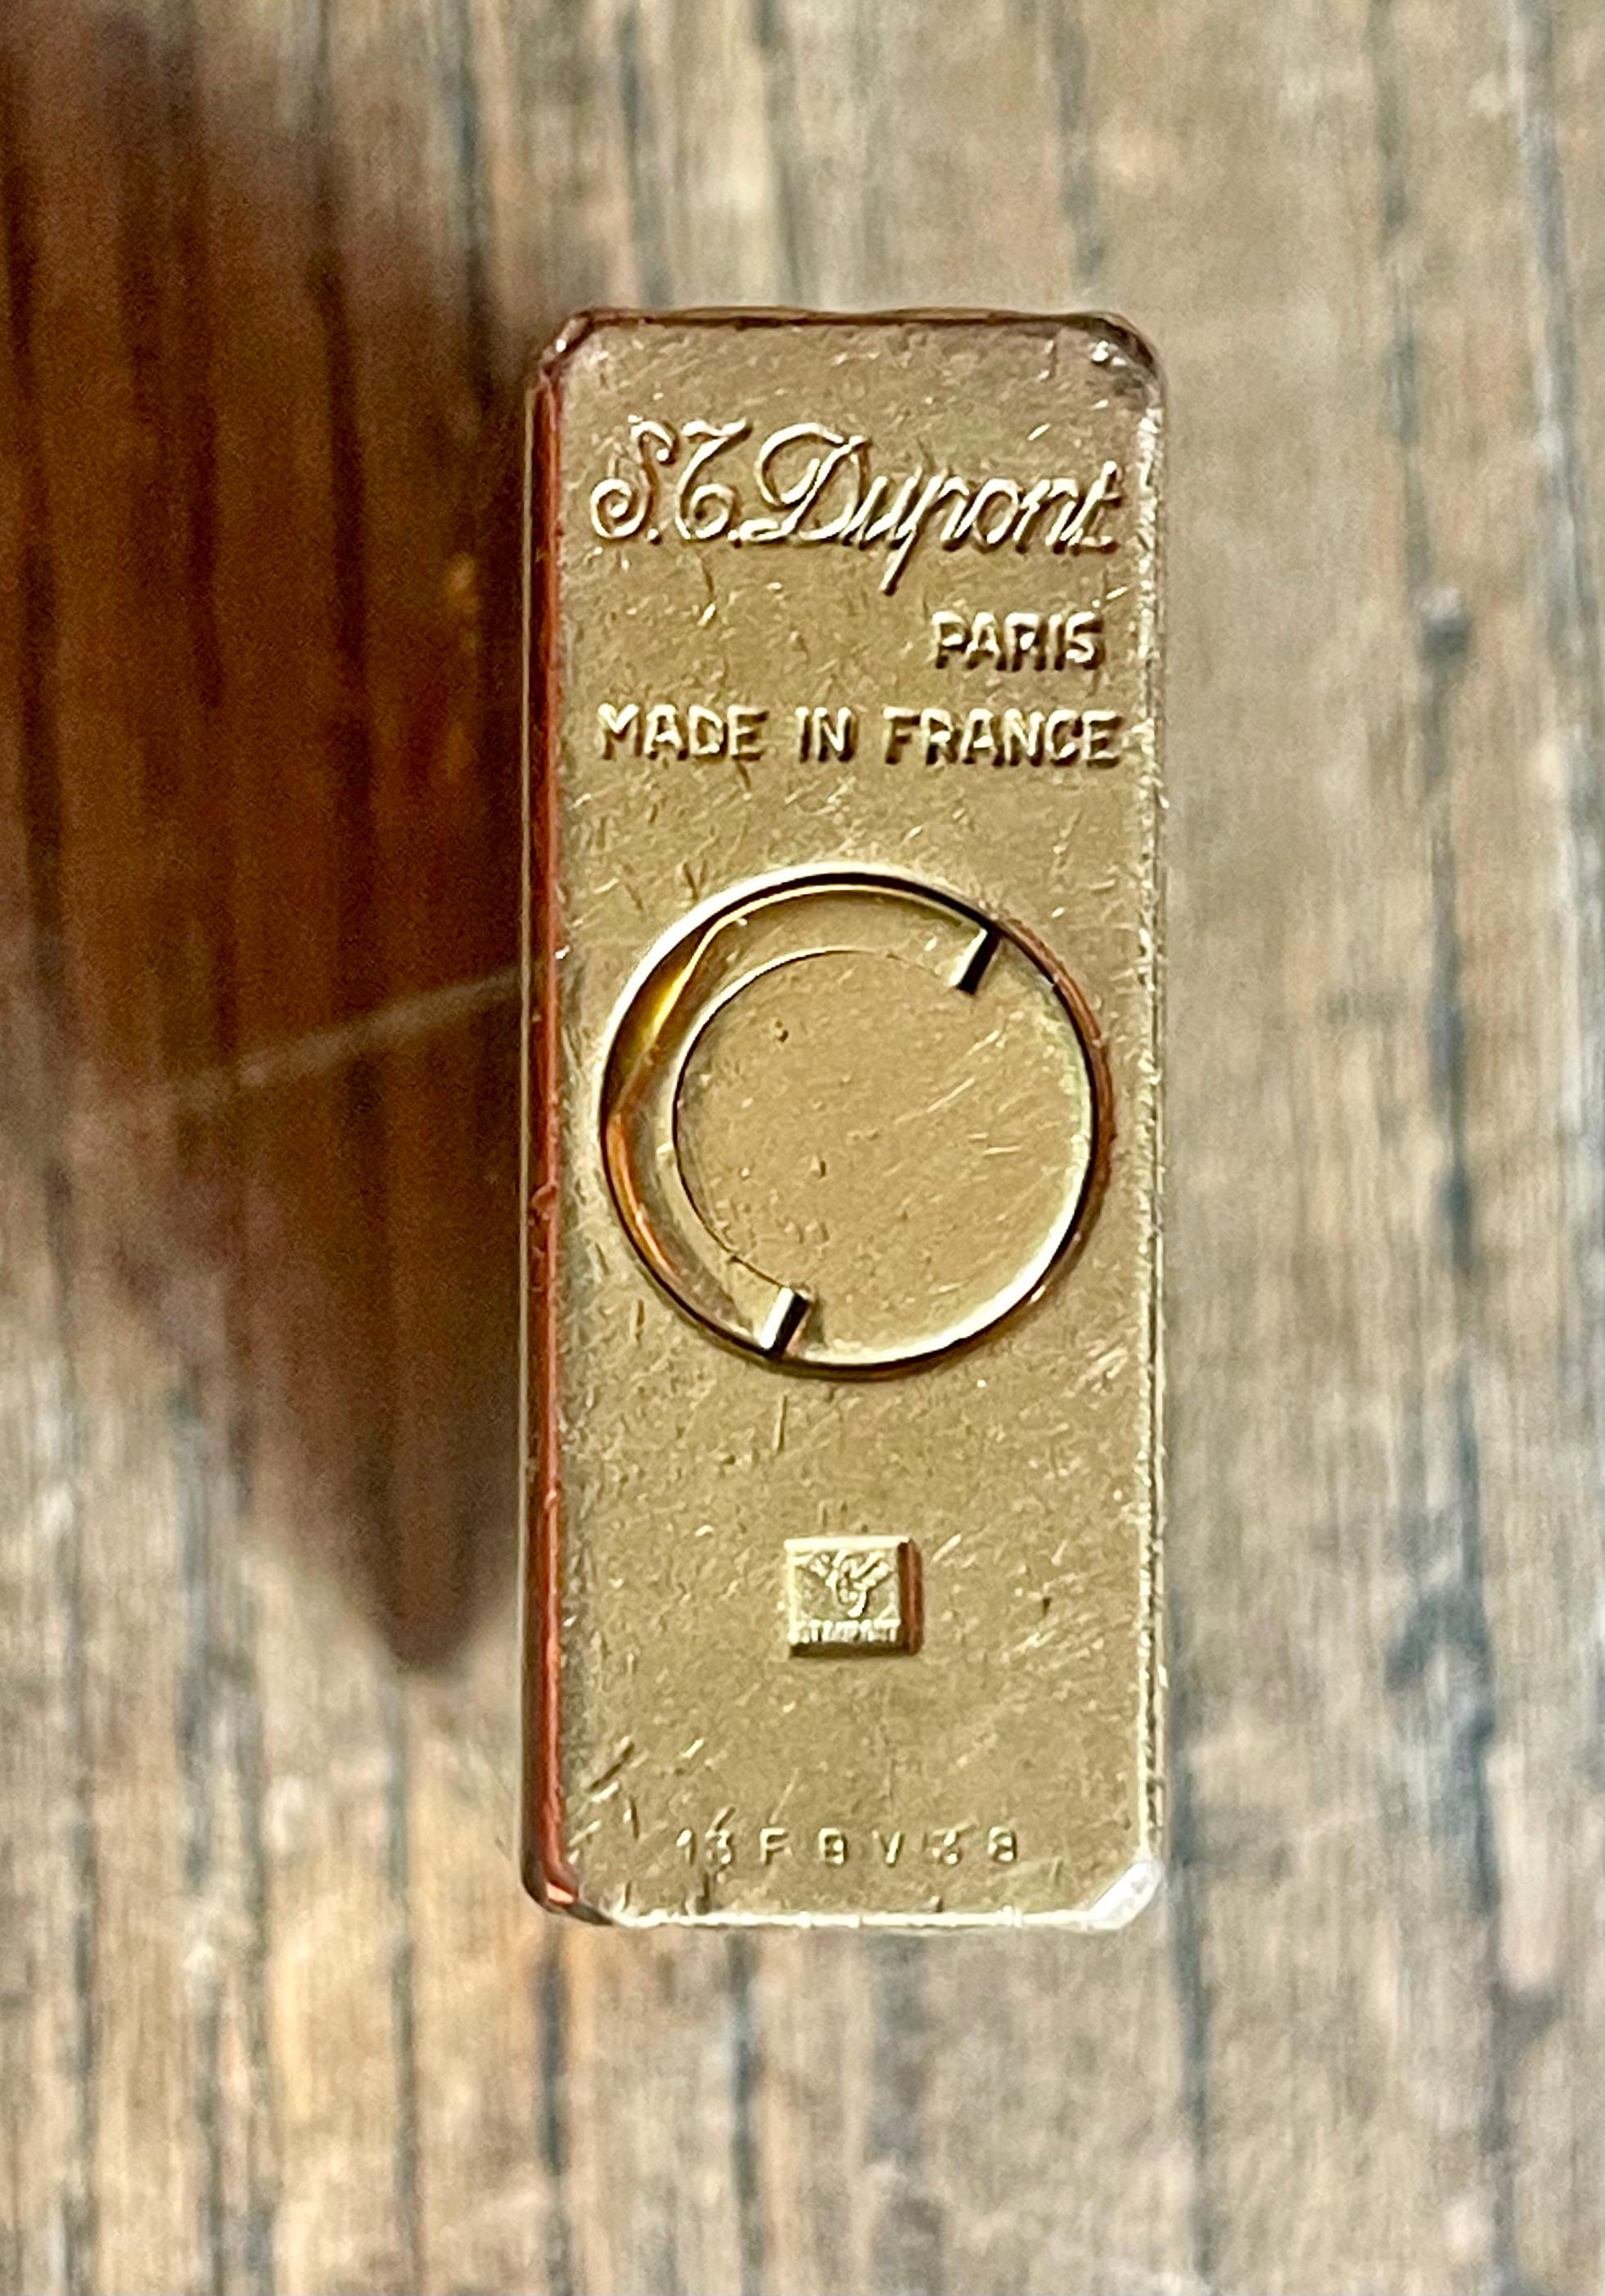 S.T. Dupont
PARIS
MADE IN FRANCE